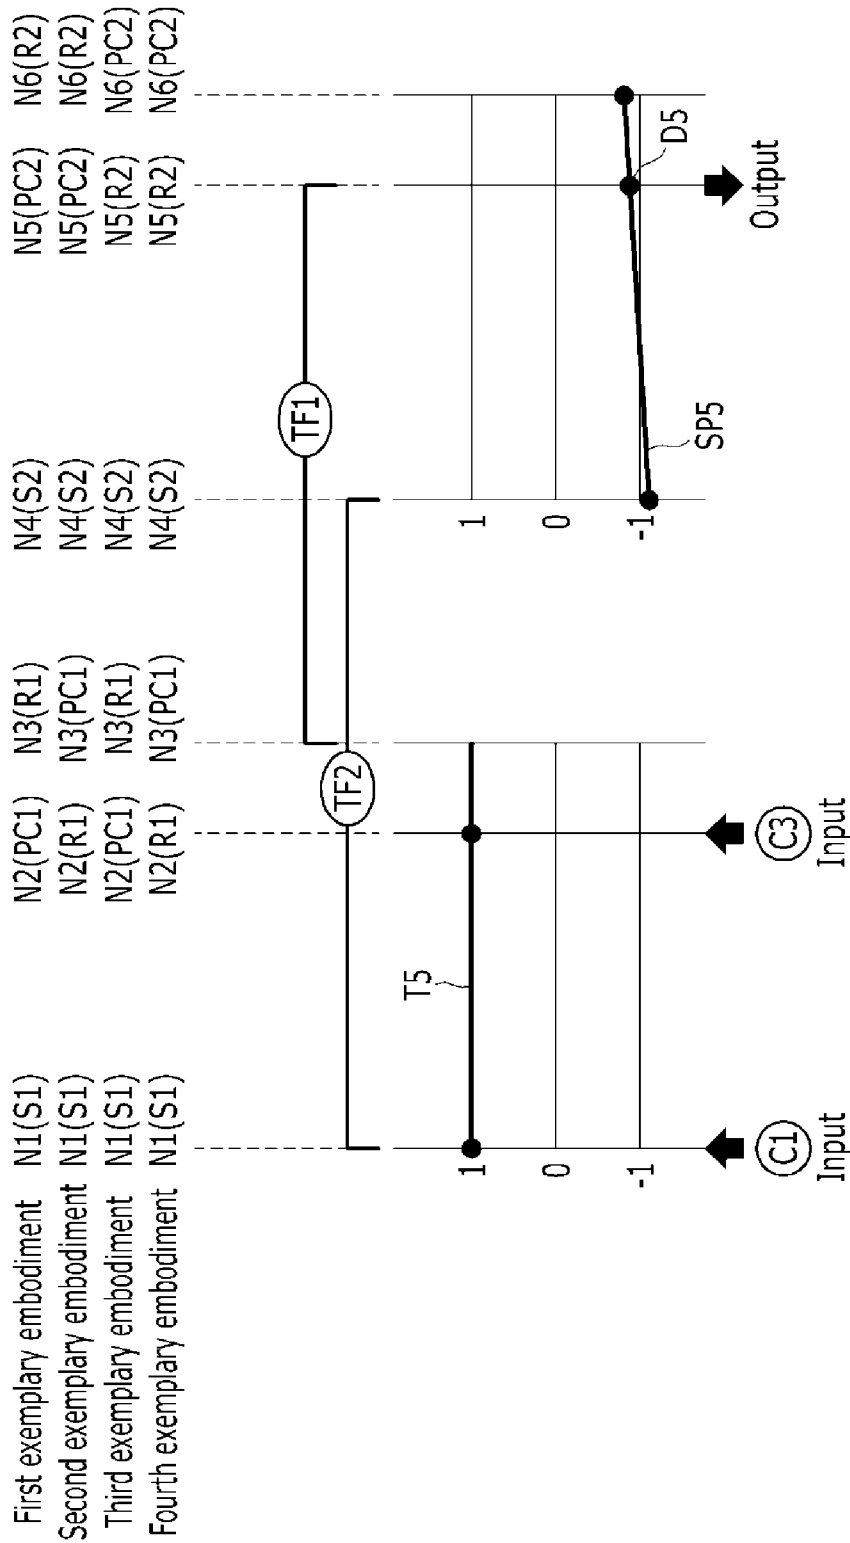 First exemplary embodiment N1(S1) N2(PC1) N3(R1) N4(S2) N5(PC2) N6(R2)
Second exemplary embodiment N1(S1) N2(R1) N3(PC1) N4(S2) N5(PC2) N6(R2)
Third exemplary embodiment N1(S1) N2(PC1) N3(R1) N4(S2) N5(R2) N6(PC2)
Fourth exemplary embodiment N1(S1) N2(R1) N3(PC1) N4(S2) N5(R2) N6(PC2)
TF1
TF2
T5
1
1
0
0
-1
-1
SP5
D5
C1
C3
Input
Input
Output